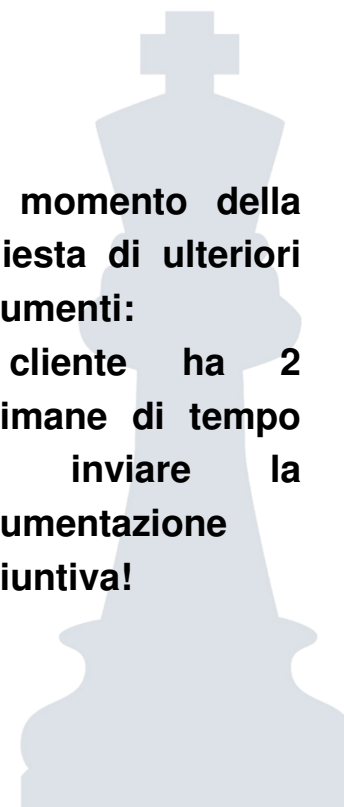 momento della
iesta di ulteriori
umenti:
cliente ha 2
imane di tempo
inviare la
umentazione
iuntiva!